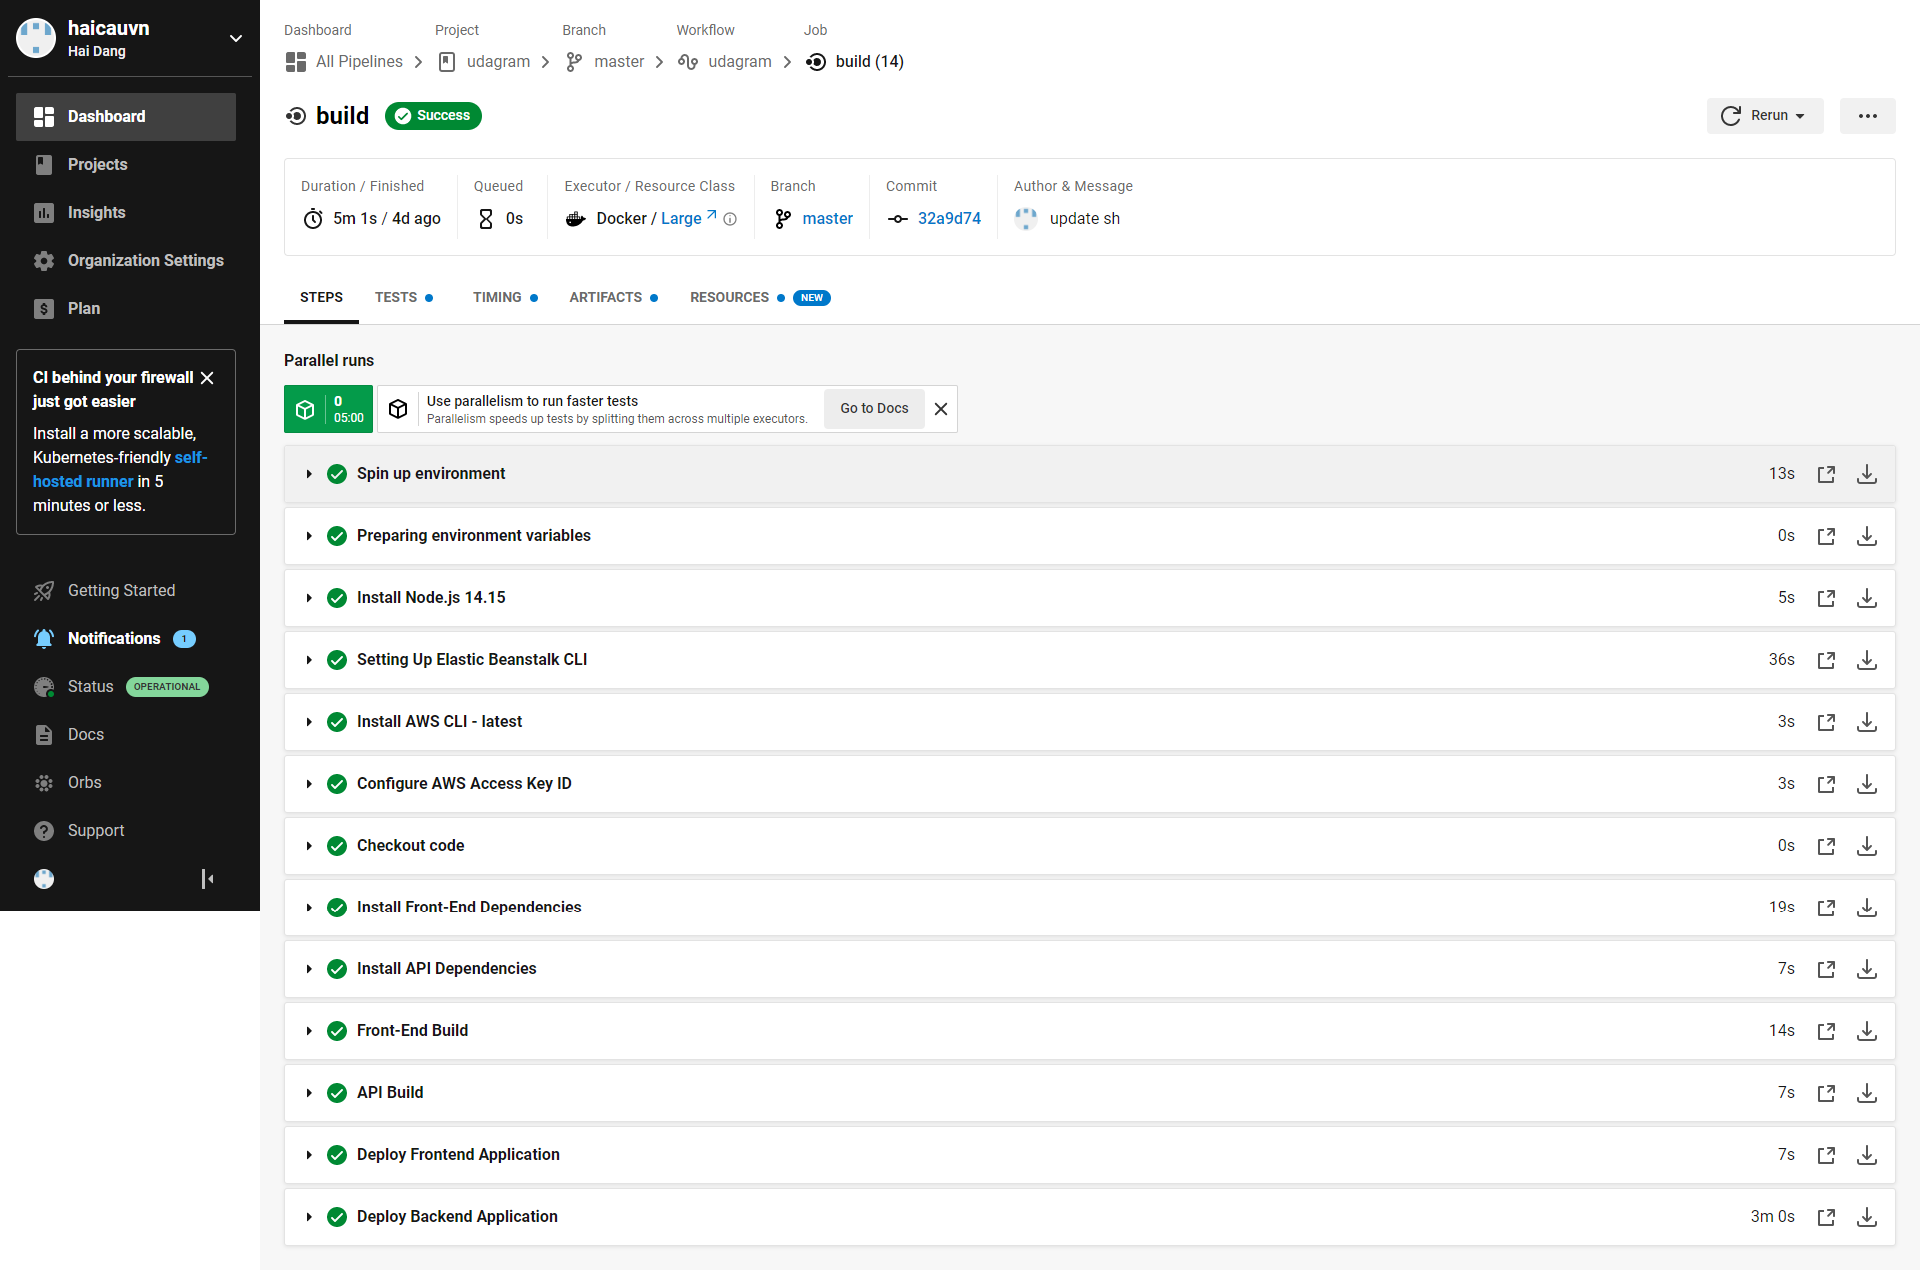 haicauvn
Hai Dang
Dashboard
Projects
Insights
Organization Settings
Plan
CI behind your firewall
just got easier
Install a more scalable,
Kubernetes-friendly self-
hosted runner in 5
minutes or less.
Getting Started
Notifications 1
Status OPERATIONAL
Docs
Orbs
Support
Dashboard Project Branch Workflow Job
All Pipelines udagram master udagram build (14)
build Success Rerun
Duration / Finished Queued Executor / Resource Class Branch Commit Author & Message
5m 1s / 4d ago 0s Docker / Large master 32a9d74 update sh
STEPS TESTS TIMING ARTIFACTS RESOURCES NEW
Parallel runs
0
05:00
Use parallelism to run faster tests
Parallelism speeds up tests by splitting them across multiple executors.
Go to Docs
Spin up environment 13s
Preparing environment variables 0s
Install Node.js 14.15 5s
Setting Up Elastic Beanstalk CLI 36s
Install AWS CLI - latest 3s
Configure AWS Access Key ID 3s
Checkout code 0s
Install Front-End Dependencies 19s
Install API Dependencies 7s
Front-End Build 14s
API Build 7s
Deploy Frontend Application 7s
Deploy Backend Application 3m 0s